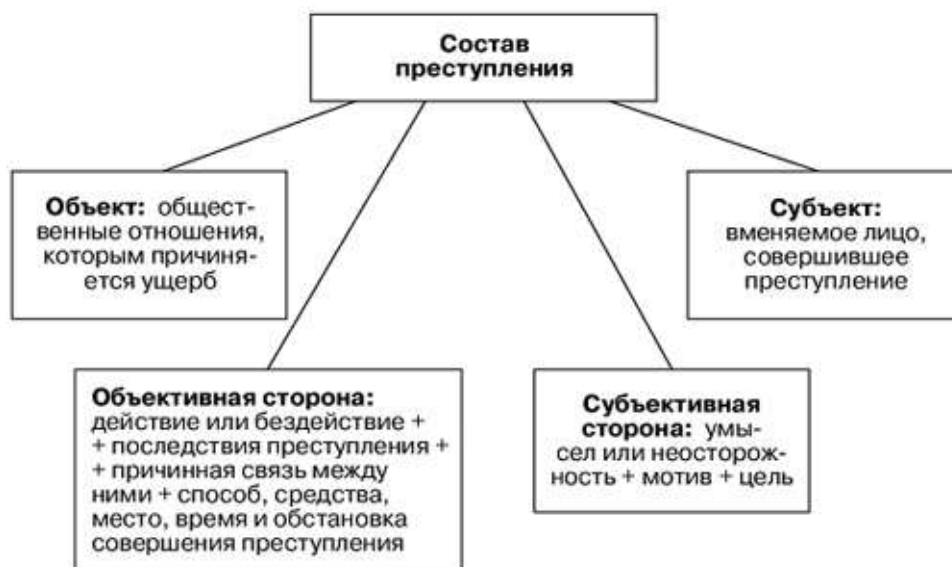 Состав
преступления
Объект: общест-
венные отношения,
которым причиня-
ется ущерб
Субъект:
вменяемое лицо,
совершившее
преступление
Объективная сторона:
действие или бездействие +
+ последствия преступления +
+ причинная связь между
ними + способ, средства,
место, время и обстановка
совершения преступления
Субъективная
сторона: умы-
сел или неосторож-
ность + мотив + цель